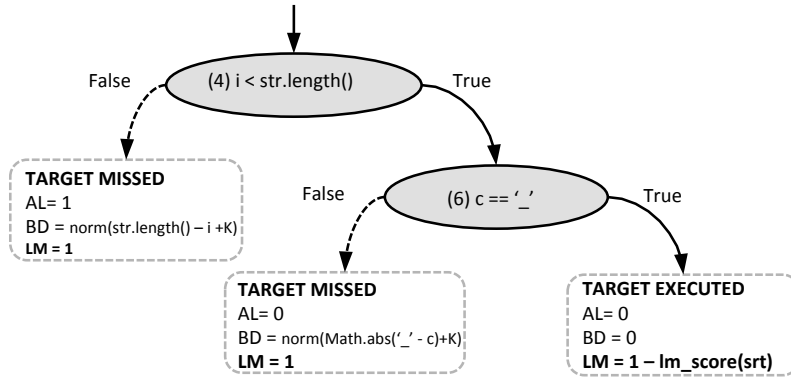 (4) i < str.length()
False
True
TARGET MISSED
AL= 1
BD = norm(str.length() – i +K)
LM = 1
(6) c == ‘_’
False
True
TARGET MISSED
AL= 0
BD = norm(Math.abs(‘_’ - c)+K)
LM = 1
TARGET EXECUTED
AL= 0
BD = 0
LM = 1 – lm_score(srt)